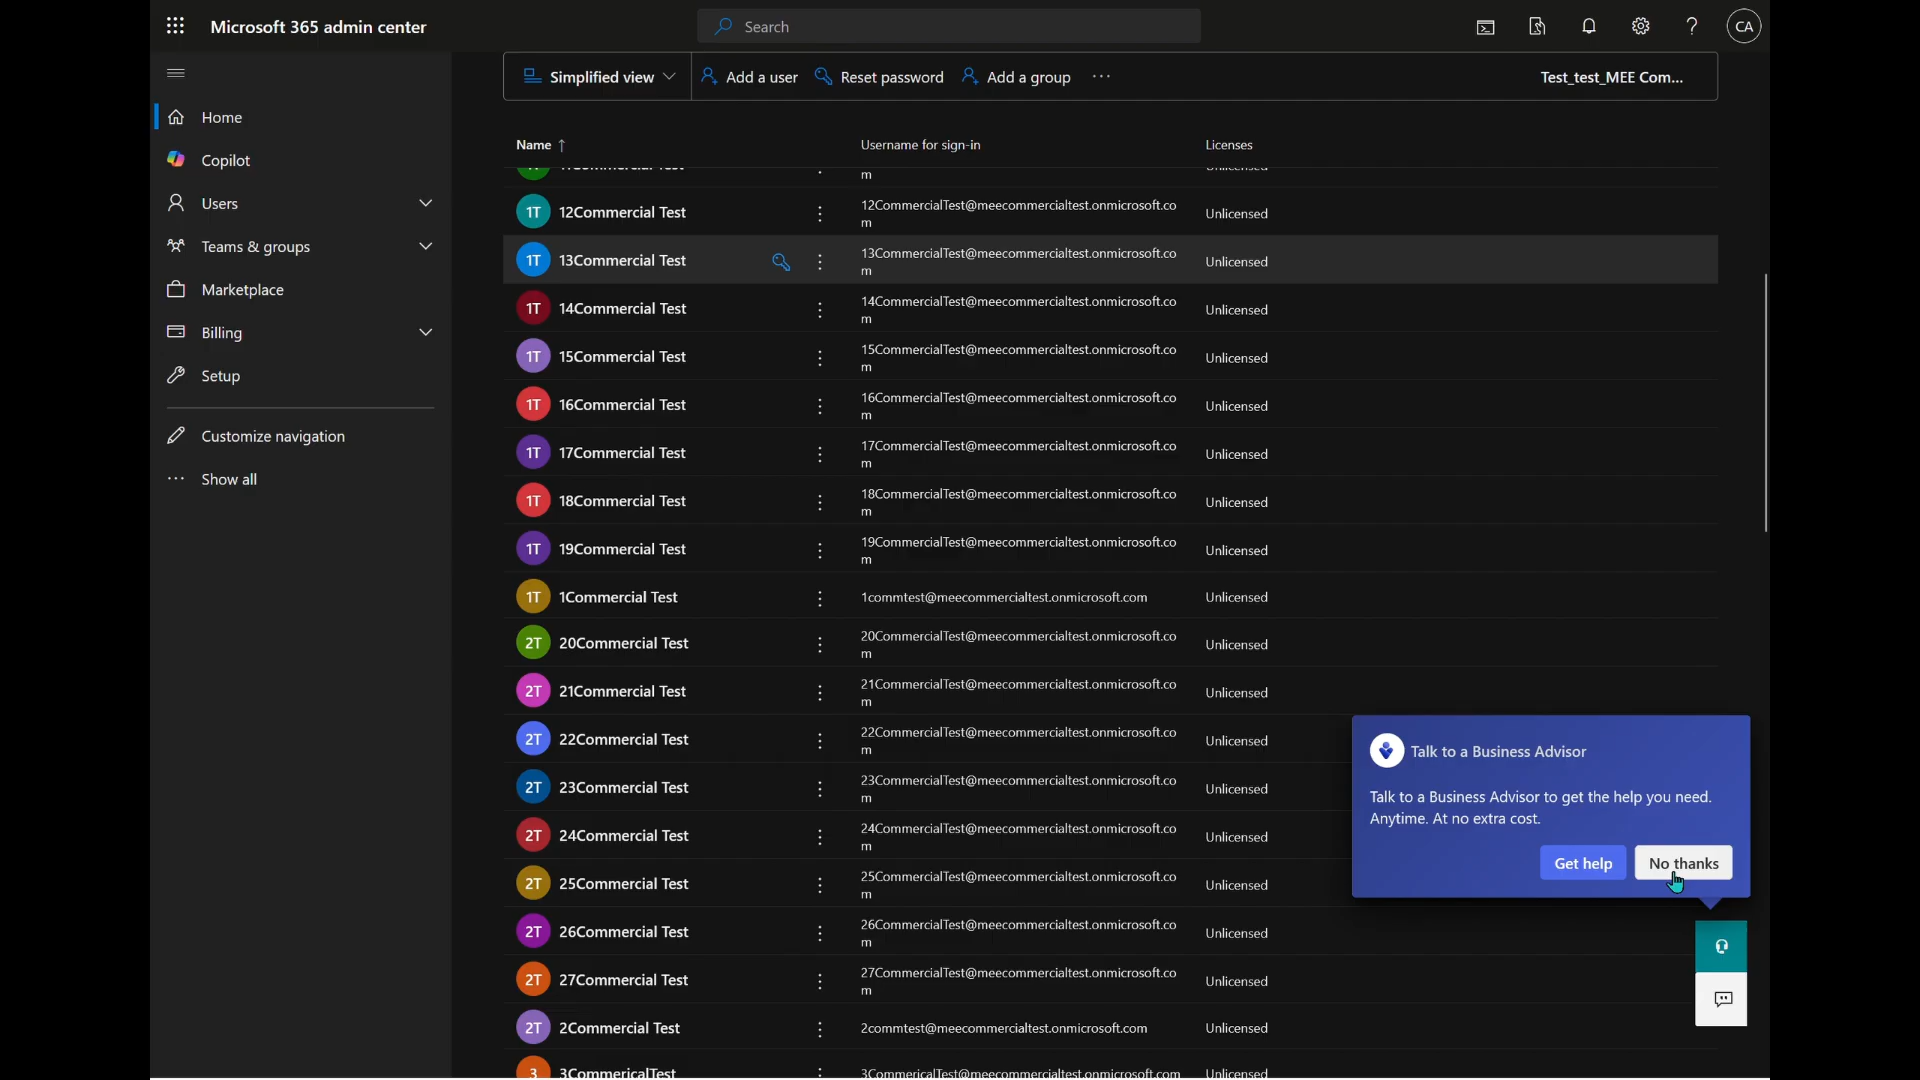 Microsoft 365 admin center
Search
CA
Simplified view
Add a user
Reset password
Add a group
Test_test_MEE Com...
Home
Copilot
Users
Teams & groups
Marketplace
Billing
Setup
Customize navigation
Show all
Name ↑ Username for sign-in Licenses
m
1T 12Commercial Test 12CommercialTest@meecommercialtest.onmicrosoft.co Unlicensed
m
1T 13Commercial Test 13CommercialTest@meecommercialtest.onmicrosoft.co Unlicensed
m
1T 14Commercial Test 14CommercialTest@meecommercialtest.onmicrosoft.co Unlicensed
m
1T 15Commercial Test 15CommercialTest@meecommercialtest.onmicrosoft.co Unlicensed
m
1T 16Commercial Test 16CommercialTest@meecommercialtest.onmicrosoft.co Unlicensed
m
1T 17Commercial Test 17CommercialTest@meecommercialtest.onmicrosoft.co Unlicensed
m
1T 18Commercial Test 18CommercialTest@meecommercialtest.onmicrosoft.co Unlicensed
m
1T 19Commercial Test 19CommercialTest@meecommercialtest.onmicrosoft.co Unlicensed
m
1T 1Commercial Test 1commtest@meecommercialtest.onmicrosoft.com Unlicensed
2T 20Commercial Test 20CommercialTest@meecommercialtest.onmicrosoft.co Unlicensed
m
2T 21Commercial Test 21CommercialTest@meecommercialtest.onmicrosoft.co Unlicensed
m
2T 22Commercial Test 22CommercialTest@meecommercialtest.onmicrosoft.co Unlicensed
m
2T 23Commercial Test 23CommercialTest@meecommercialtest.onmicrosoft.co Unlicensed
m
2T 24Commercial Test 24CommercialTest@meecommercialtest.onmicrosoft.co Unlicensed
m
2T 25Commercial Test 25CommercialTest@meecommercialtest.onmicrosoft.co Unlicensed
m
2T 26Commercial Test 26CommercialTest@meecommercialtest.onmicrosoft.co Unlicensed
m
2T 27Commercial Test 27CommercialTest@meecommercialtest.onmicrosoft.co Unlicensed
m
2T 2Commercial Test 2commtest@meecommercialtest.onmicrosoft.com Unlicensed
3 3CommericalTest 3CommericalTest@meecommercialtest.onmicrosoft.com Unlicensed
Talk to a Business Advisor
Talk to a Business Advisor to get the help you need.
Anytime. At no extra cost.
Get help
No thanks